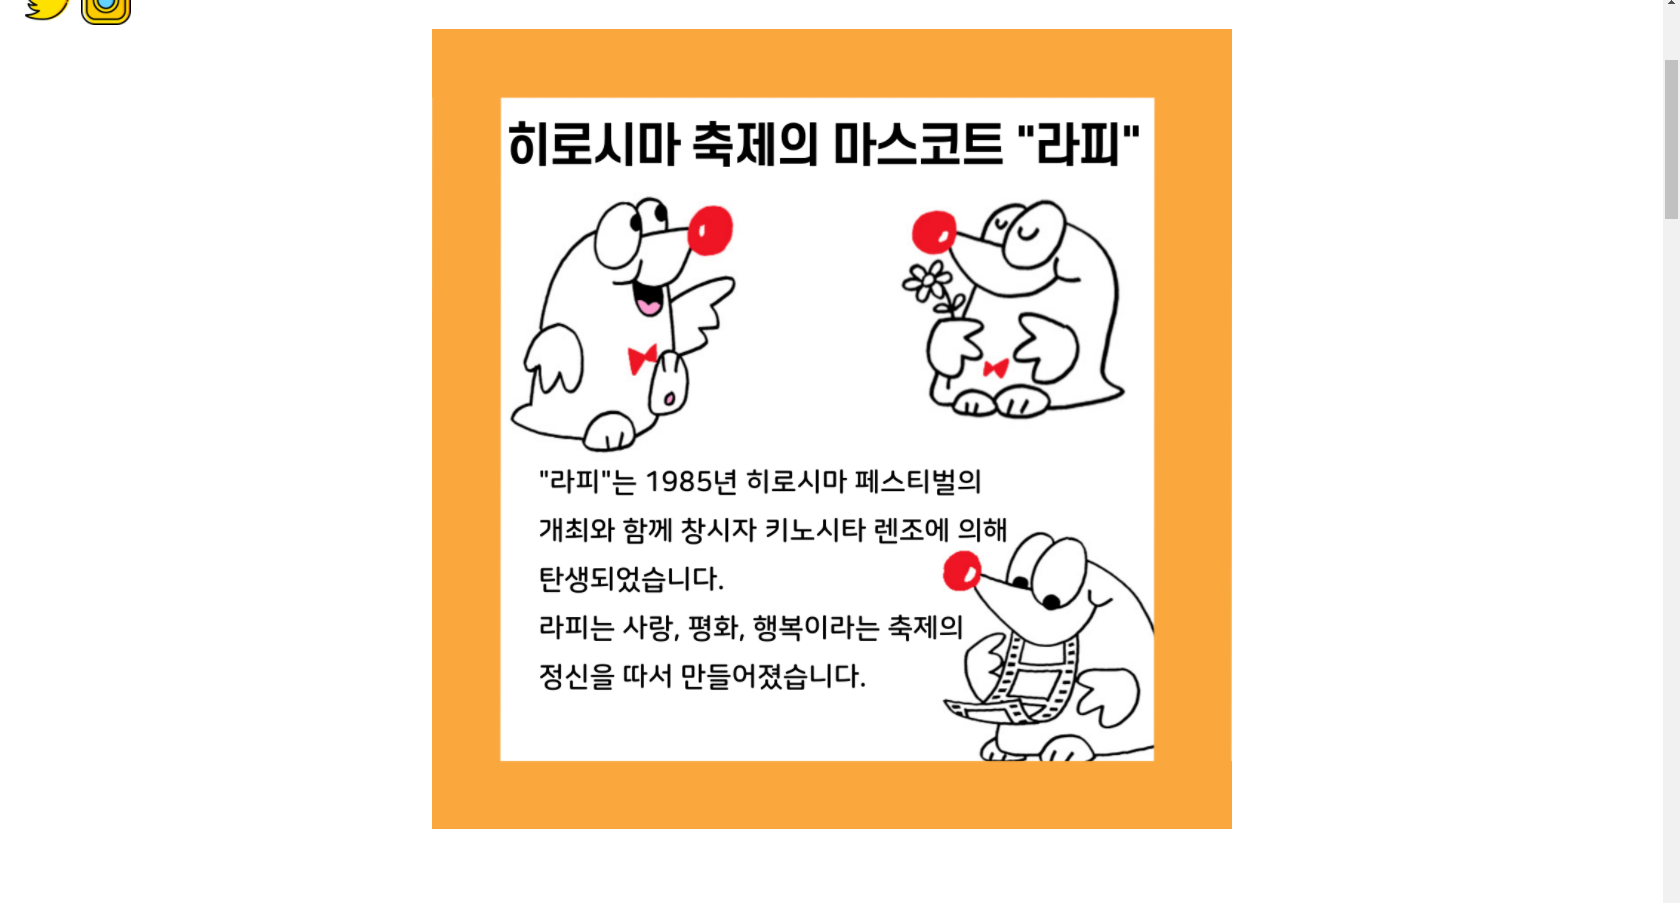 히로시마 축제의 마스코트 "라피"
"라피"는 1985년 히로시마 페스티벌의
개최와 함께 창시자 키노시타 렌조에 의해
탄생되었습니다.
라피는 사랑, 평화, 행복이라는 축제의
정신을 따서 만들어졌습니다.